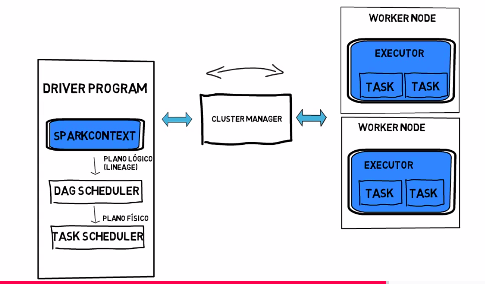 DRIVER PROGRAM
SPARKCONTEXT
PLANO LÓGICO
(LINEAGE)
DAG SCHEDULER
PLANO FÍSICO
TASK SCHEDULER
CLUSTER MANAGER
WORKER NODE
EXECUTOR
TASK TASK
WORKER NODE
EXECUTOR
TASK TASK